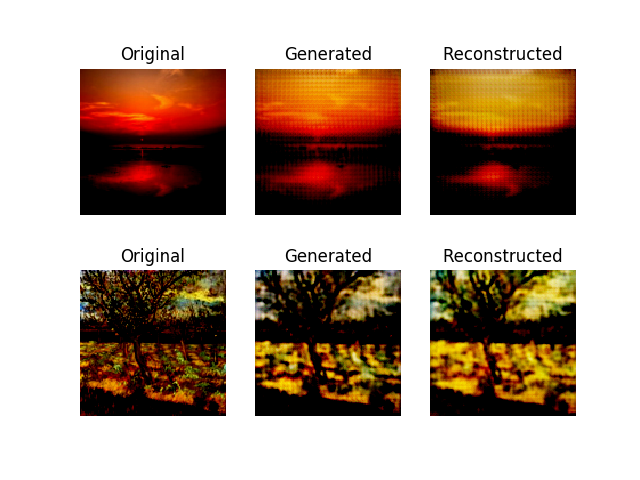 Original
Generated
Reconstructed
Original
Generated
Reconstructed